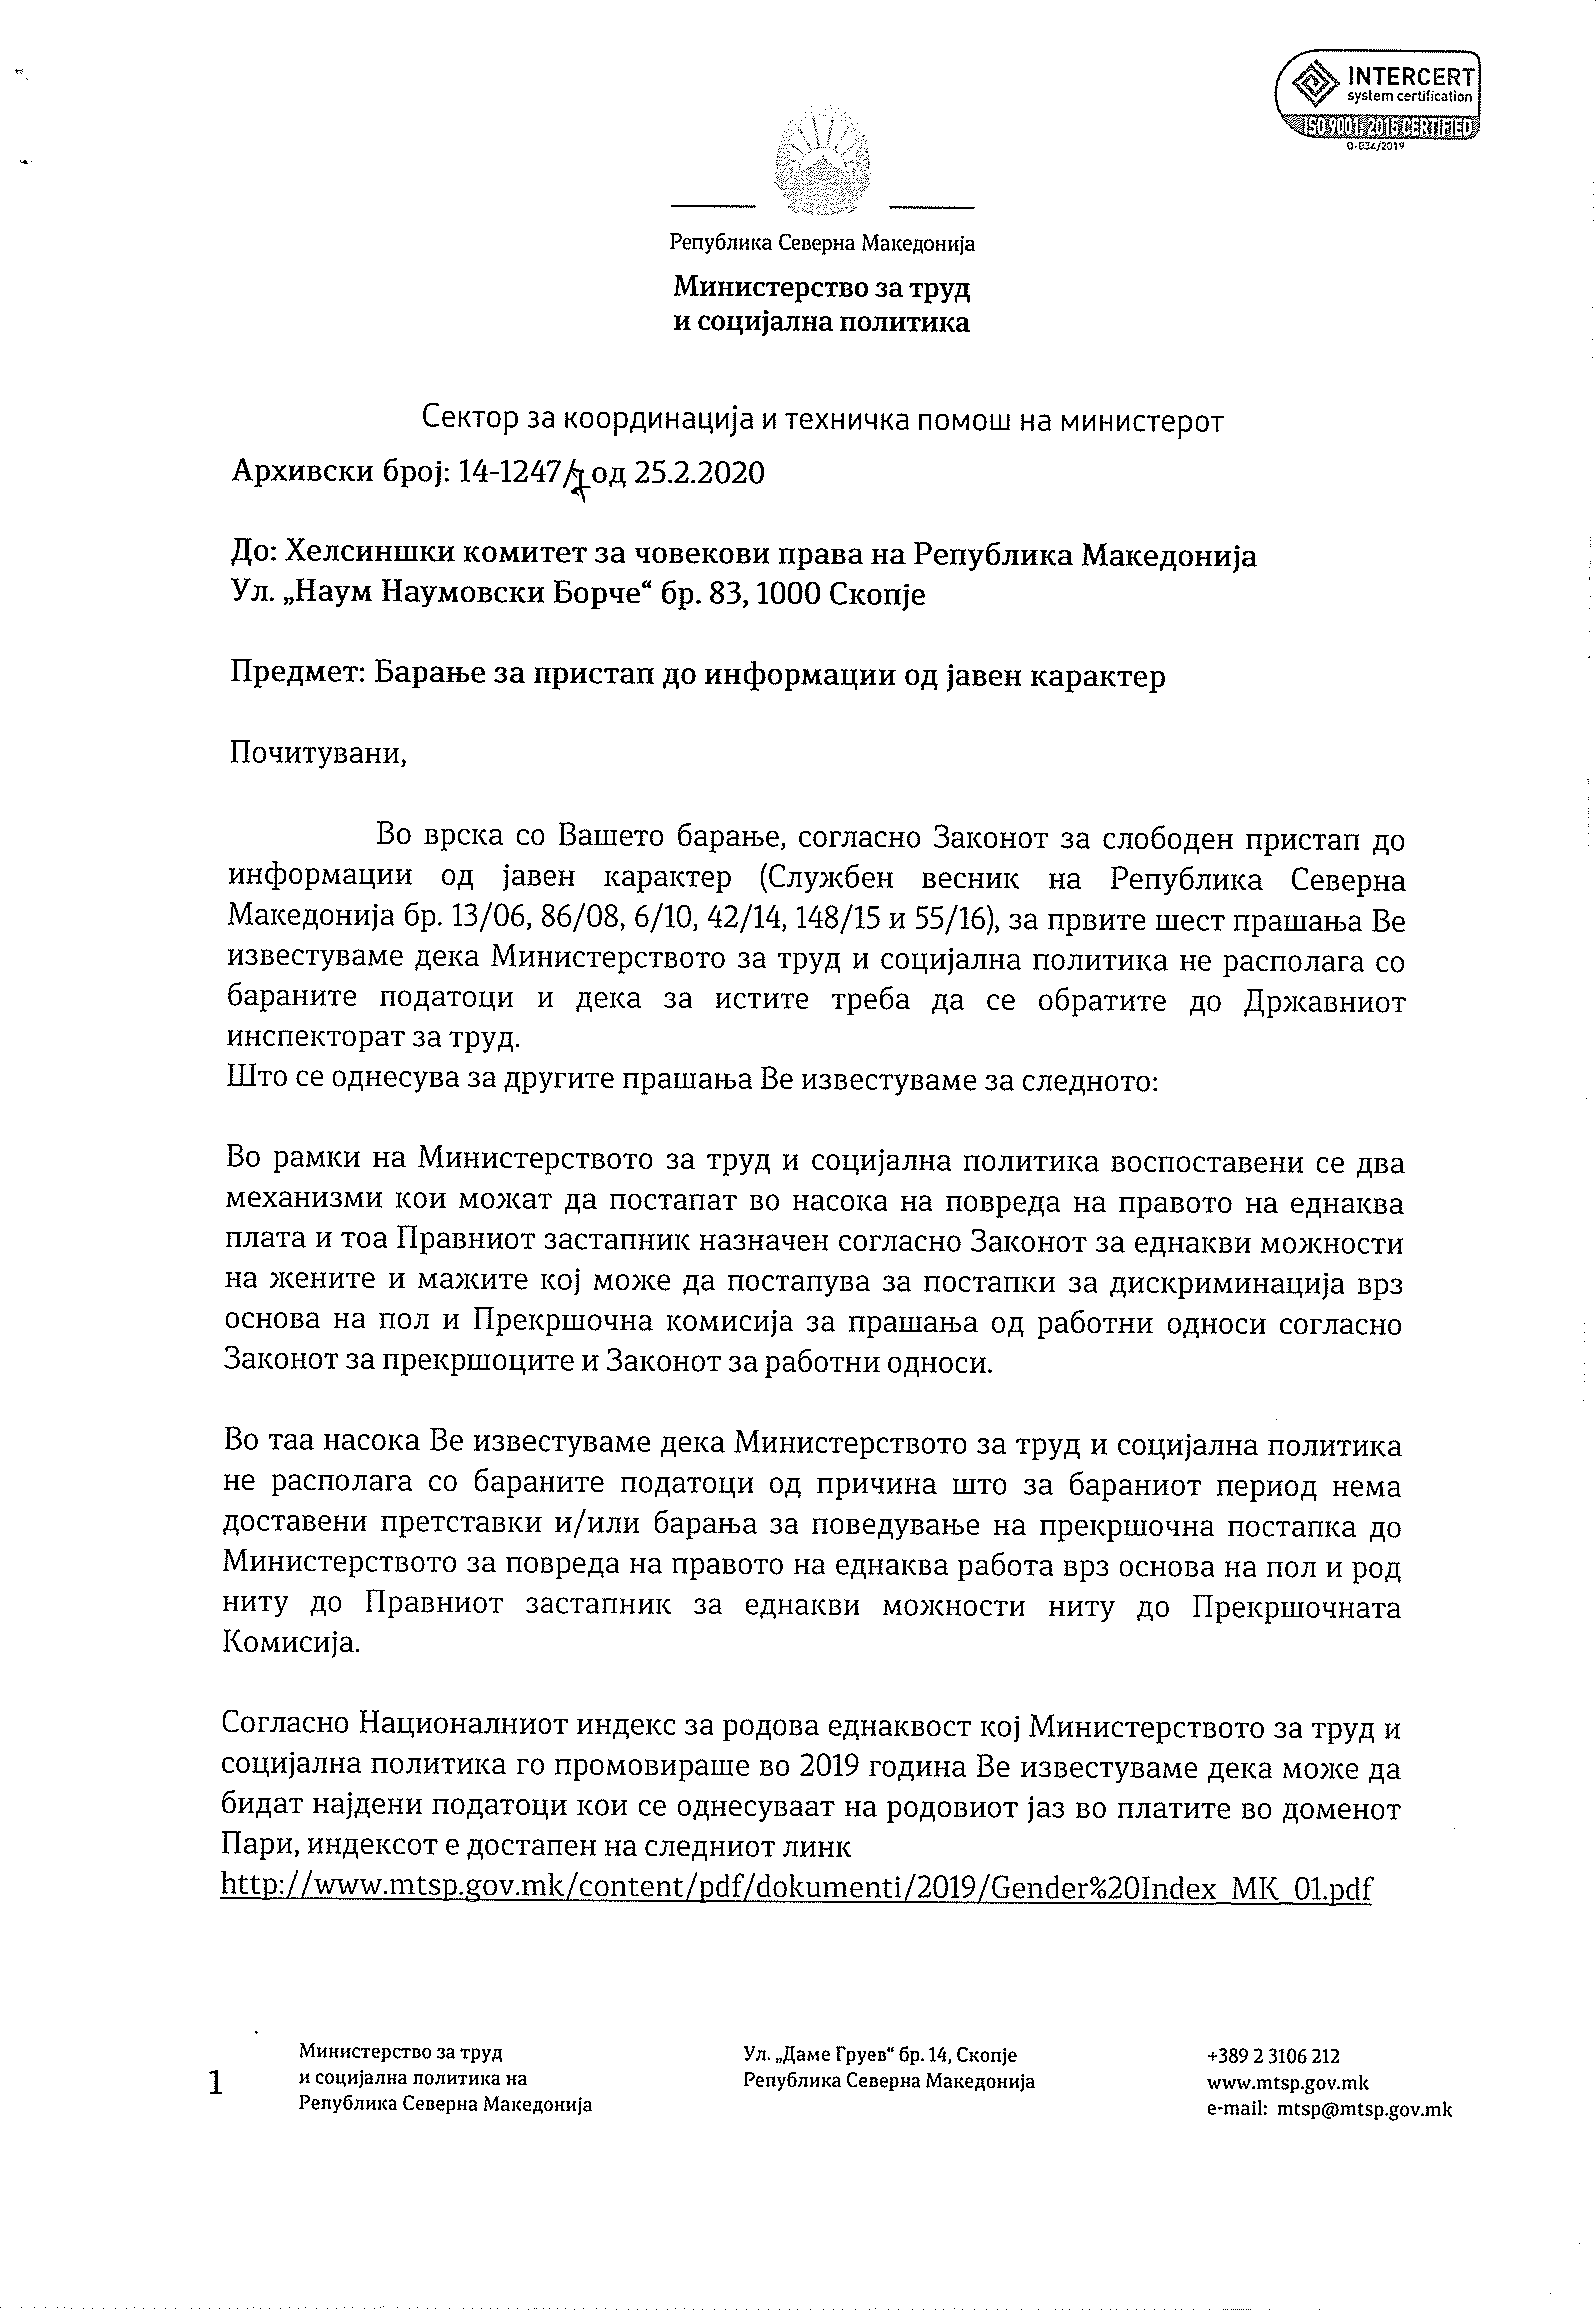 INTERCERT
system certification
ISO 9001:2015 CERTIFIED
Република Северна Македонија
Министерство за труд
и социјална политика
Сектор за координација и техничка помош на министерот
Архивски број: 14-1247/ од 25.2.2020
До: Хелсиншки комитет за човекови права на Република Македонија
Ул. „Наум Наумовски Борче“ бр. 83, 1000 Скопје
Предмет: Барање за пристап до информации од јавен карактер
Почитувани,
Во врска со Вашето барање, согласно Законот за слободен пристап до
информации од јавен карактер (Службен весник на Република Северна
Македонија бр. 13/06, 86/08, 6/10, 42/14, 148/15 и 55/16), за првите шест прашања Ве
известуваме дека Министерството за труд и социјална политика не располага со
бараните податоци и дека за истите треба да се обратите до Државниот
инспекторат за труд.
Што се однесува за другите прашања Ве известуваме за следното:
Во рамки на Министерството за труд и социјална политика воспоставени се два
механизми кои можат да постапат во насока на повреда на правото на еднаква
плата и тоа Правниот застапник назначен согласно Законот за еднакви можности
на жените и мажите кој може да постапува за постапки за дискриминација врз
основа на пол и Прекршочна комисија за прашања од работни односи согласно
Законот за прекршоците и Законот за работни односи.
Во таа насока Ве известуваме дека Министерството за труд и социјална политика
не располага со бараните податоци од причина што за бараниот период нема
доставени претставки и/или барања за поведување на прекршочна постапка до
Министерството за повреда на правото на еднаква работа врз основа на пол и род
ниту до Правниот застапник за еднакви можности ниту до Прекршочната
Комисија.
Согласно Националниот индекс за родова еднаквост кој Министерството за труд и
социјална политика го промовираше во 2019 година Ве известуваме дека може да
бидат најдени податоци кои се однесуваат на родовиот јаз во платите во доменот
Пари, индексот е достапен на следниот линк
http://www.mtsp.gov.mk/content/pdf/dokumenti/2019/Gender%20Index_MK_01.pdf
1
Министерство за труд
и социјална политика на
Република Северна Македонија
Ул. „Даме Груев“ бр. 14, Скопје
Република Северна Македонија
+389 2 3106 212
www.mtsp.gov.mk
e-mail: mtsp@mtsp.gov.mk